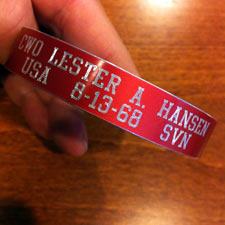 CWO LESTER A. HANSEN
USA 8-13-68 SVN